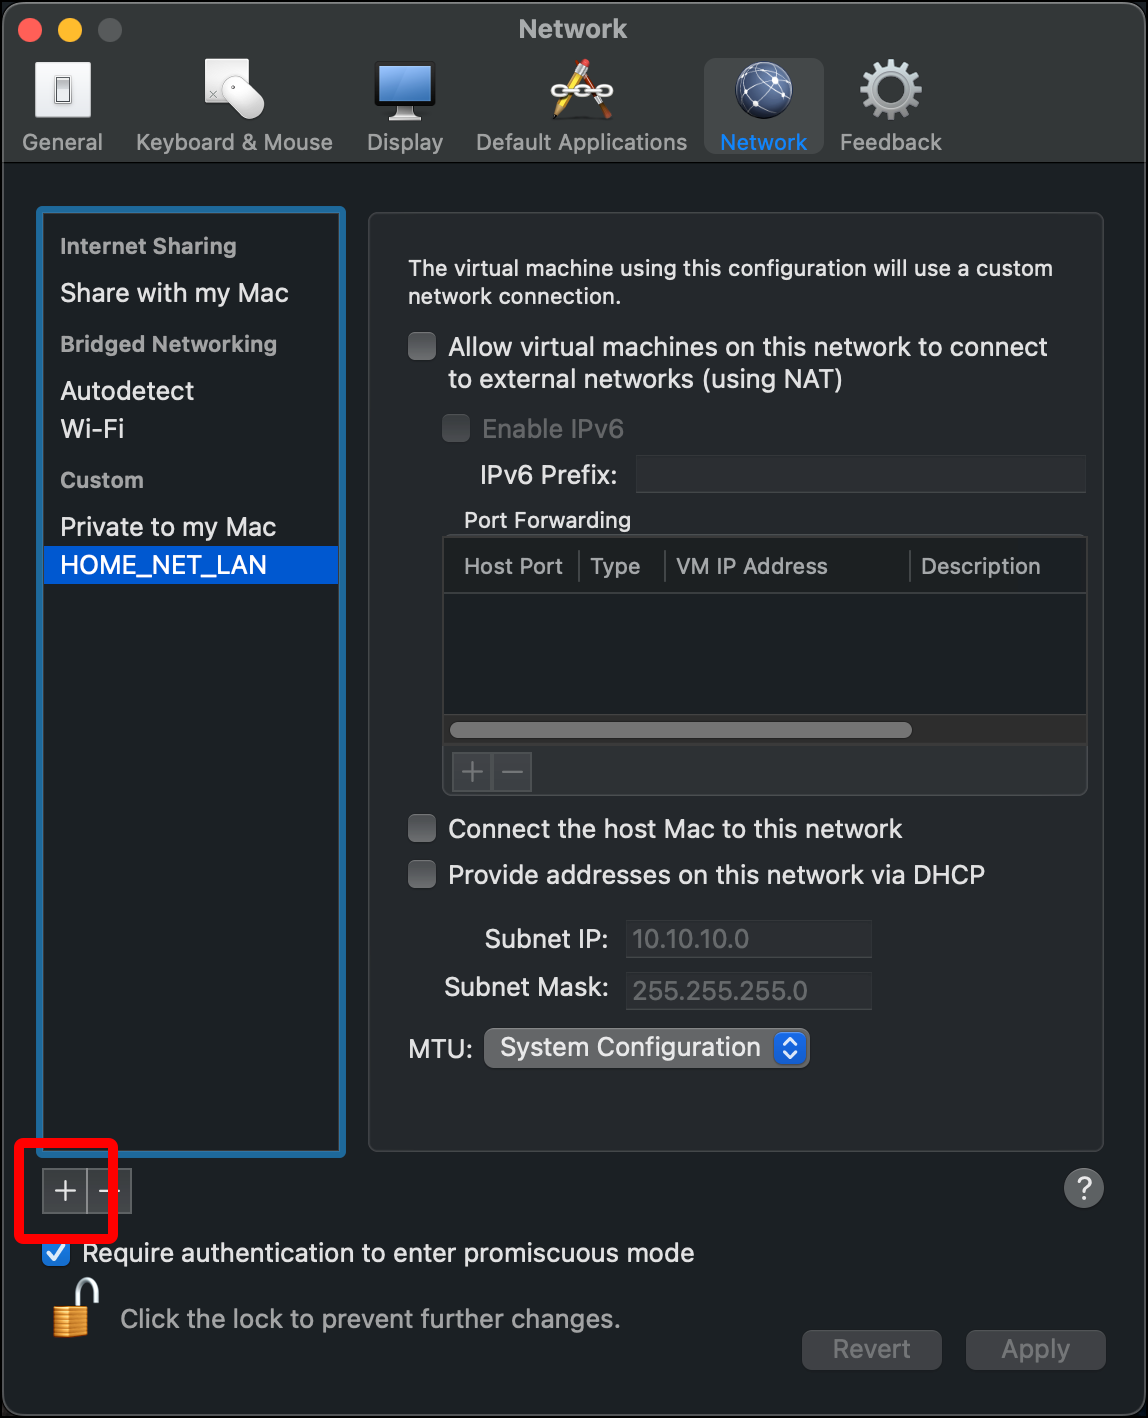 Network
General
Keyboard & Mouse
Display
Default Applications
Network
Feedback
Internet Sharing
Share with my Mac
Bridged Networking
Autodetect
Wi-Fi
Custom
Private to my Mac
HOME_NET_LAN
The virtual machine using this configuration will use a custom
network connection.
Allow virtual machines on this network to connect
to external networks (using NAT)
Enable IPv6
IPv6 Prefix:
Port Forwarding
Host Port Type VM IP Address Description
+ −
Connect the host Mac to this network
Provide addresses on this network via DHCP
Subnet IP: 10.10.10.0
Subnet Mask: 255.255.255.0
MTU: System Configuration
+ −
?
Require authentication to enter promiscuous mode
Click the lock to prevent further changes.
Revert
Apply